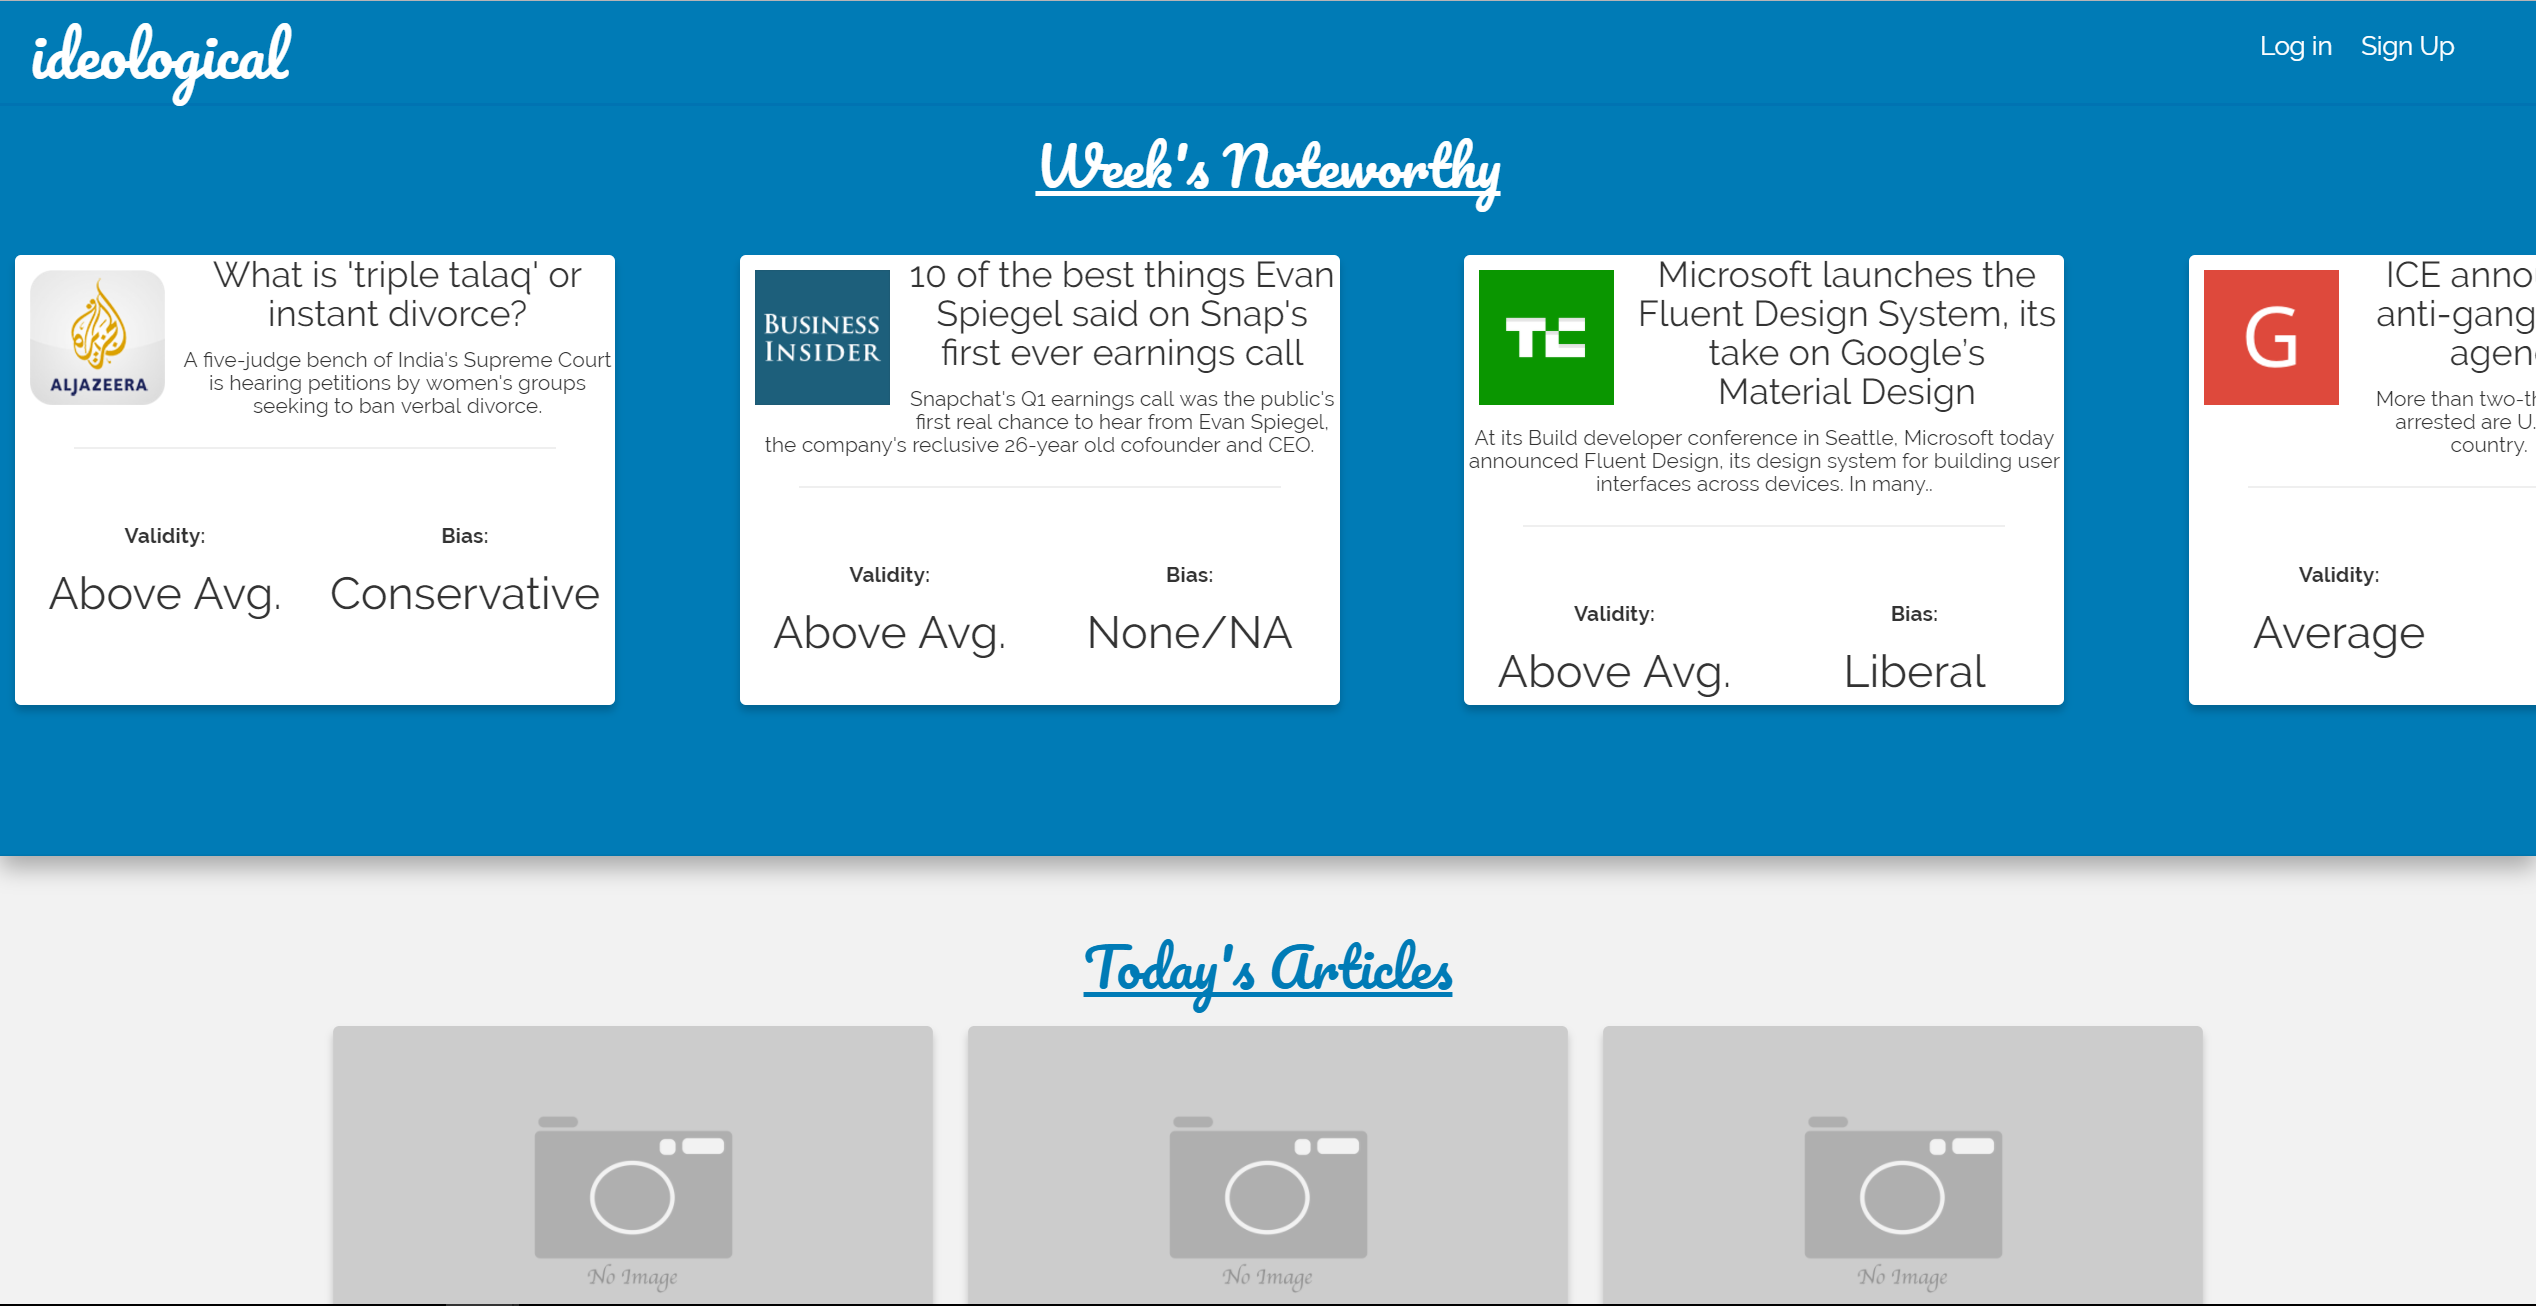 ideological
Log in Sign Up
Week's Noteworthy
ALJAZEERA
What is 'triple talaq' or
instant divorce?
A five-judge bench of India's Supreme Court
is hearing petitions by women's groups
seeking to ban verbal divorce.
Validity: Bias:
Above Avg. Conservative
BUSINESS
INSIDER
10 of the best things Evan
Spiegel said on Snap's
first ever earnings call
Snapchat's Q1 earnings call was the public's
first real chance to hear from Evan Spiegel,
the company's reclusive 26-year old cofounder and CEO.
Validity: Bias:
Above Avg. None/NA
TC
Microsoft launches the
Fluent Design System, its
take on Google’s
Material Design
At its Build developer conference in Seattle, Microsoft today
announced Fluent Design, its design system for building user
interfaces across devices. In many..
Validity: Bias:
Above Avg. Liberal
G
ICE anno
anti-gang
agen
More than two-th
arrested are U.
country.
Validity:
Average
Today's Articles
No Image
No Image
No Image